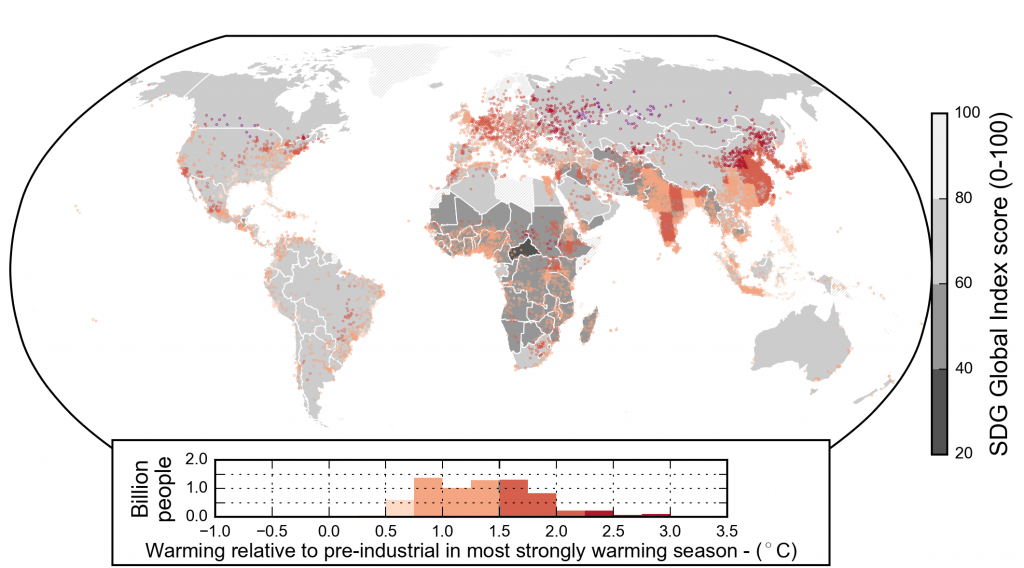 100
80
60
40
20
SDG Global Index score (0-100)
Billion
people
2.0
1.0
0.0
−1.0 −0.5 0.0 0.5 1.0 1.5 2.0 2.5 3.0 3.5
Warming relative to pre-industrial in most strongly warming season - (°C)